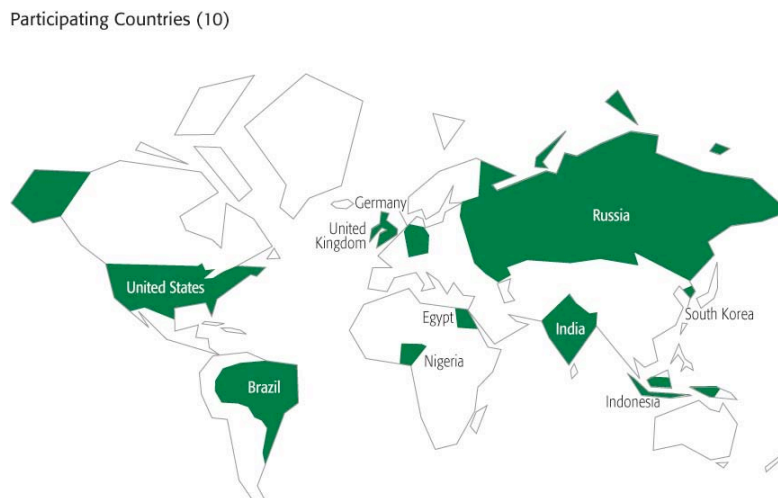 Participating Countries (10)
Germany
United
Kingdom
Russia
United States
Egypt
India
South Korea
Nigeria
Brazil
Indonesia